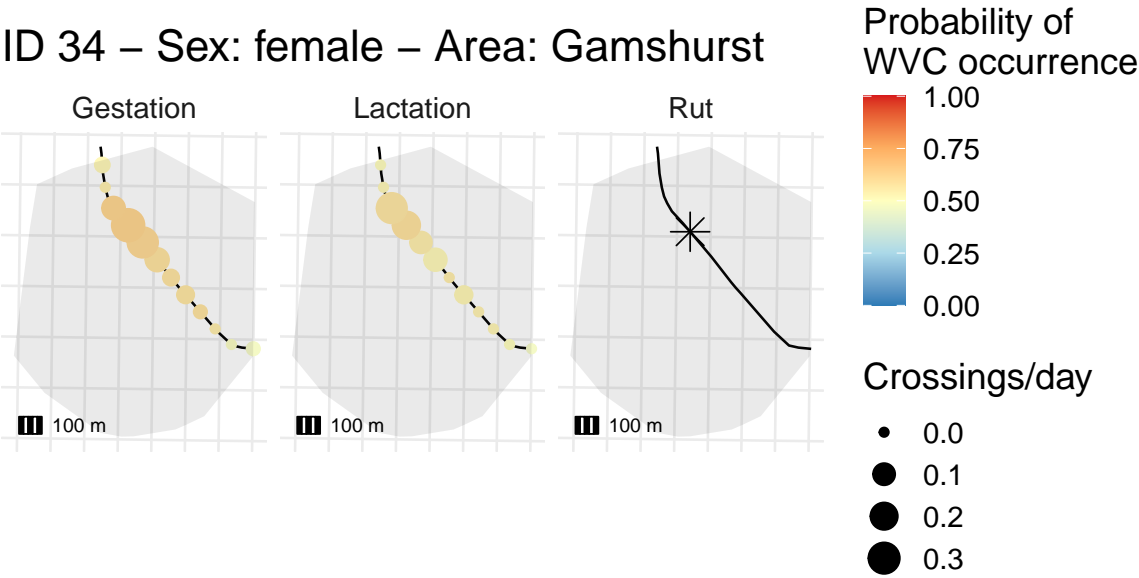 ID 34 – Sex: female – Area: Gamshurst
Gestation
Lactation
Rut
100 m
100 m
100 m
Probability of
WVC occurrence
1.00
0.75
0.50
0.25
0.00
Crossings/day
0.0
0.1
0.2
0.3